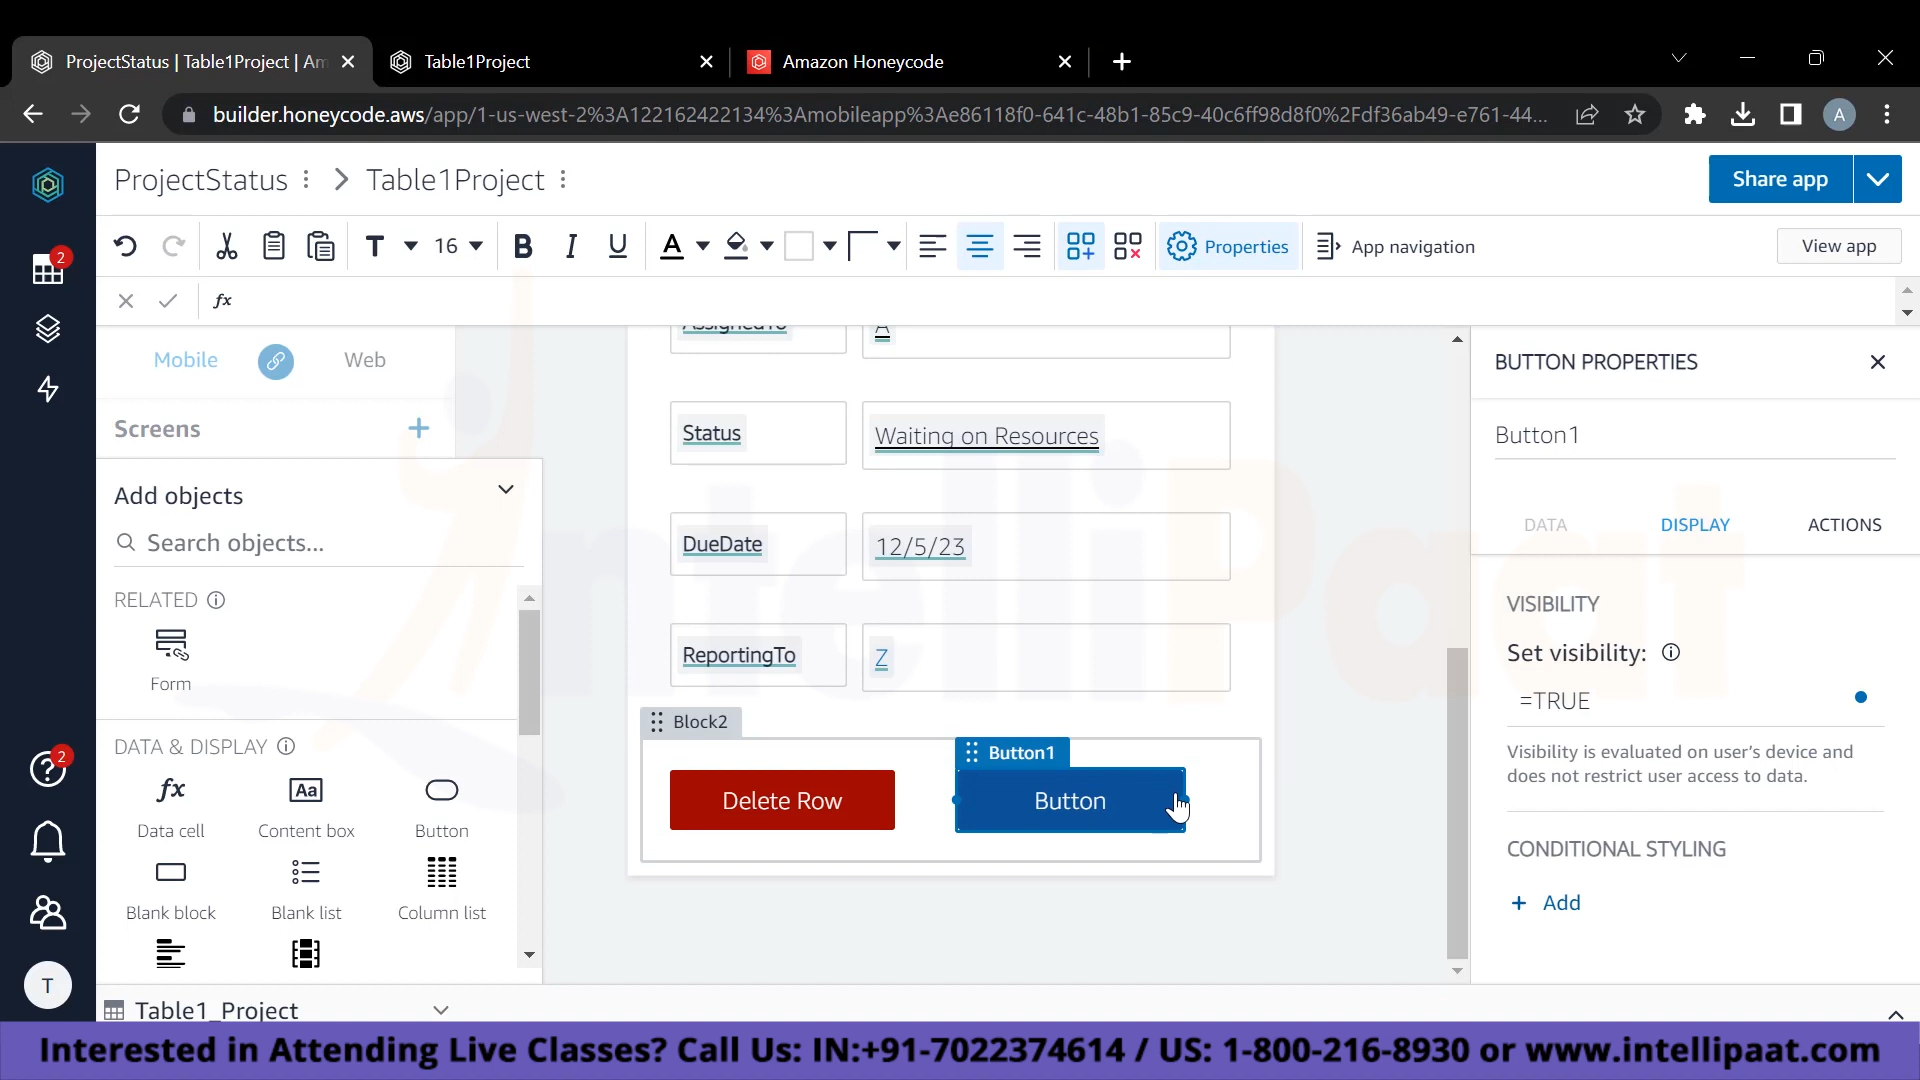 ProjectStatus | Table1Project | Am
Table1Project
Amazon Honeycode
builder.honeycode.aws/app/1-us-west-2%3A122162422134%3Amobileapp%3Ae86118f0-641c-48b1-85c9-40c6ff98d8f0%2Fdf36ab49-e761-44...
A
ProjectStatus > Table1Project
Share app
2
T 16 B I U A
Properties
App navigation
View app
fx
Mobile
Web
Screens
AssignedTo
A
BUTTON PROPERTIES
Button1
Status
Waiting on Resources
Add objects
Search objects...
DATA
DISPLAY
ACTIONS
DueDate
12/5/23
IntelliPaat
RELATED
Form
VISIBILITY
Set visibility:
=TRUE
ReportingTo
Z
Block2
DATA & DISPLAY
Button1
Visibility is evaluated on user's device and
does not restrict user access to data.
2
fx
Aa
Data cell
Content box
Button
Delete Row
Button
CONDITIONAL STYLING
+ Add
Blank block
Blank list
Column list
T
Table1_Project
Interested in Attending Live Classes? Call Us: IN:+91-7022374614 / US: 1-800-216-8930 or www.intellipaat.com